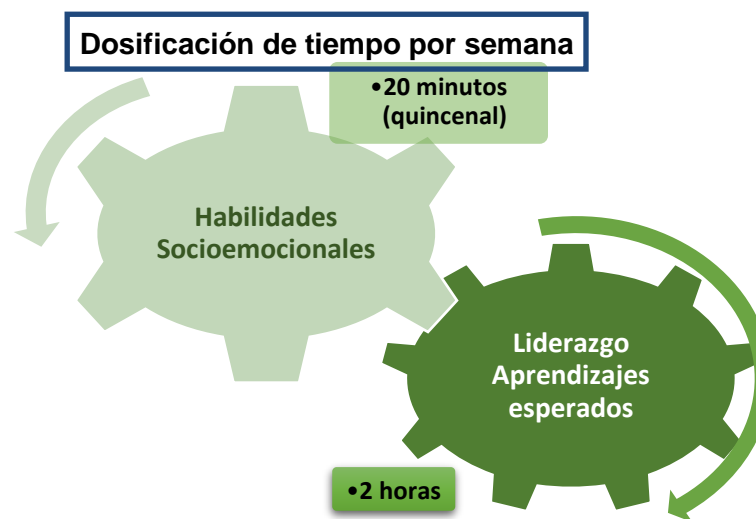 Dosificación de tiempo por semana
•20 minutos
(quincenal)
Habilidades
Socioemocionales
Liderazgo
Aprendizajes
esperados
•2 horas